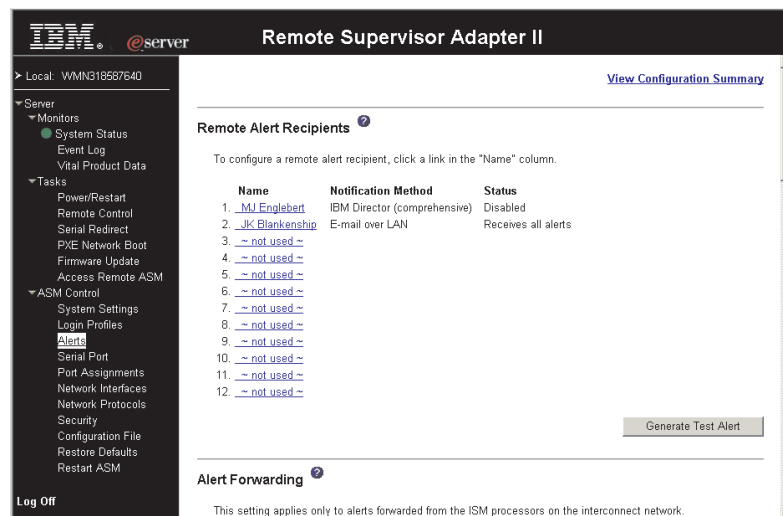 IBM® @server Remote Supervisor Adapter II
Local: WMN318587640
Server
Monitors
System Status
Event Log
Vital Product Data
Tasks
Power/Restart
Remote Control
Serial Redirect
PXE Network Boot
Firmware Update
Access Remote ASM
ASM Control
System Settings
Login Profiles
Alerts
Serial Port
Port Assignments
Network Interfaces
Network Protocols
Security
Configuration File
Restore Defaults
Restart ASM
Log Off
View Configuration Summary
Remote Alert Recipients ?
To configure a remote alert recipient, click a link in the "Name" column.
Name Notification Method Status
1. MJ Englebert IBM Director (comprehensive) Disabled
2. JK Blankenship E-mail over LAN Receives all alerts
3. ~ not used ~
4. ~ not used ~
5. ~ not used ~
6. ~ not used ~
7. ~ not used ~
8. ~ not used ~
9. ~ not used ~
10. ~ not used ~
11. ~ not used ~
12. ~ not used ~
Generate Test Alert
Alert Forwarding ?
This setting applies only to alerts forwarded from the ISM processors on the interconnect network.